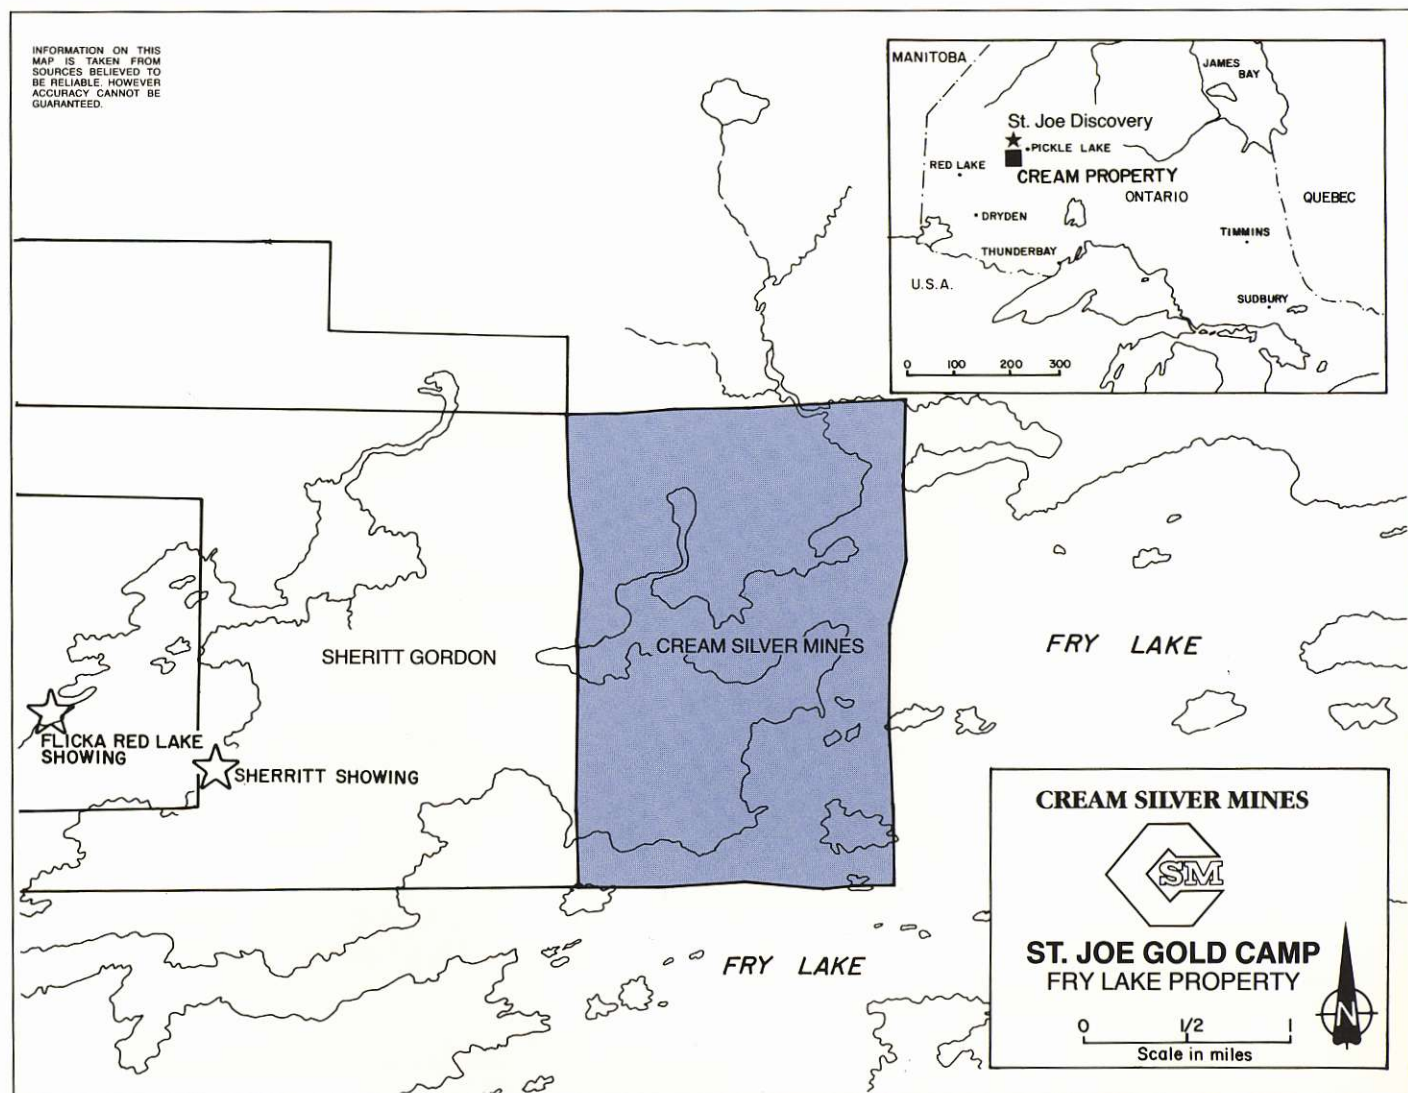 INFORMATION ON THIS
MAP IS TAKEN FROM
SOURCES BELIEVED TO
BE RELIABLE. HOWEVER
ACCURACY CANNOT BE
GUARANTEED.
MANITOBA
JAMES
BAY
St. Joe Discovery
PICKLE LAKE
RED LAKE
CREAM PROPERTY
ONTARIO
QUEBEC
DRYDEN
TIMMINS
THUNDERBAY
U.S.A.
SUDBURY
0 100 200 300
SHERITT GORDON
CREAM SILVER MINES
FRY LAKE
FLICKA RED LAKE
SHOWING
SHERRITT SHOWING
FRY LAKE
CREAM SILVER MINES
CSM
ST. JOE GOLD CAMP
FRY LAKE PROPERTY
0 1/2 1
Scale in miles
N